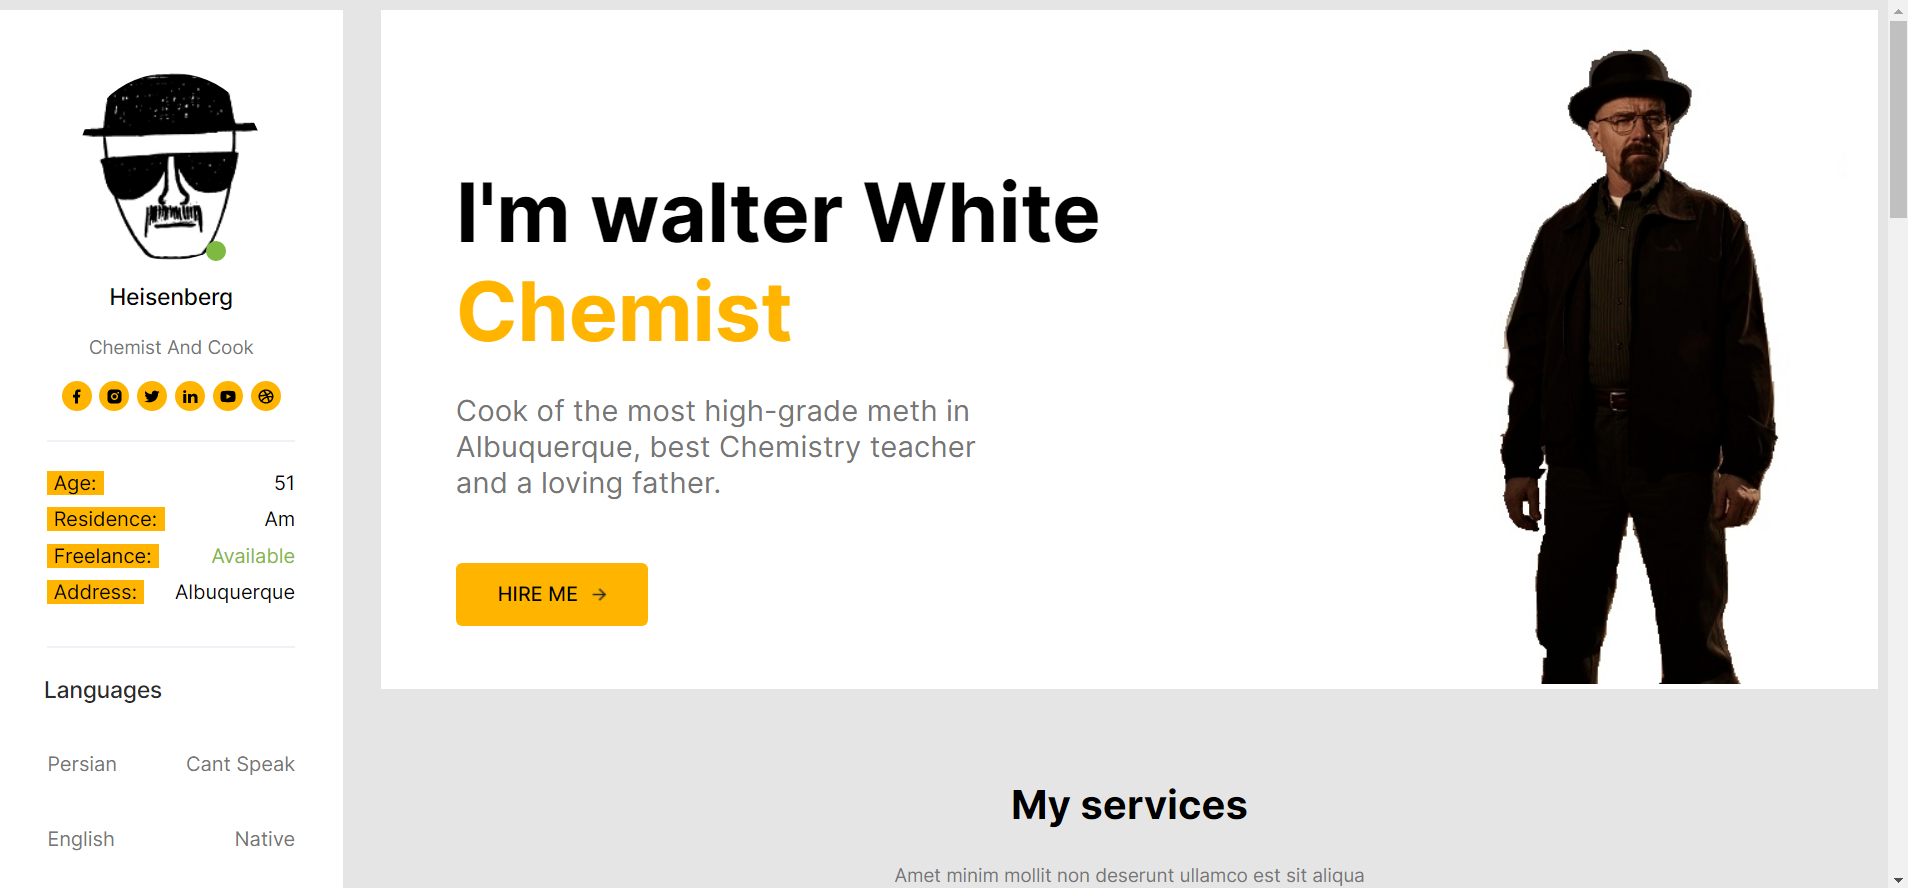 Heisenberg
Chemist And Cook
Age: 51
Residence: Am
Freelance: Available
Address: Albuquerque
Languages
Persian Cant Speak
English Native
I'm walter White
Chemist
Cook of the most high-grade meth in
Albuquerque, best Chemistry teacher
and a loving father.
HIRE ME →
My services
Amet minim mollit non deserunt ullamco est sit aliqua